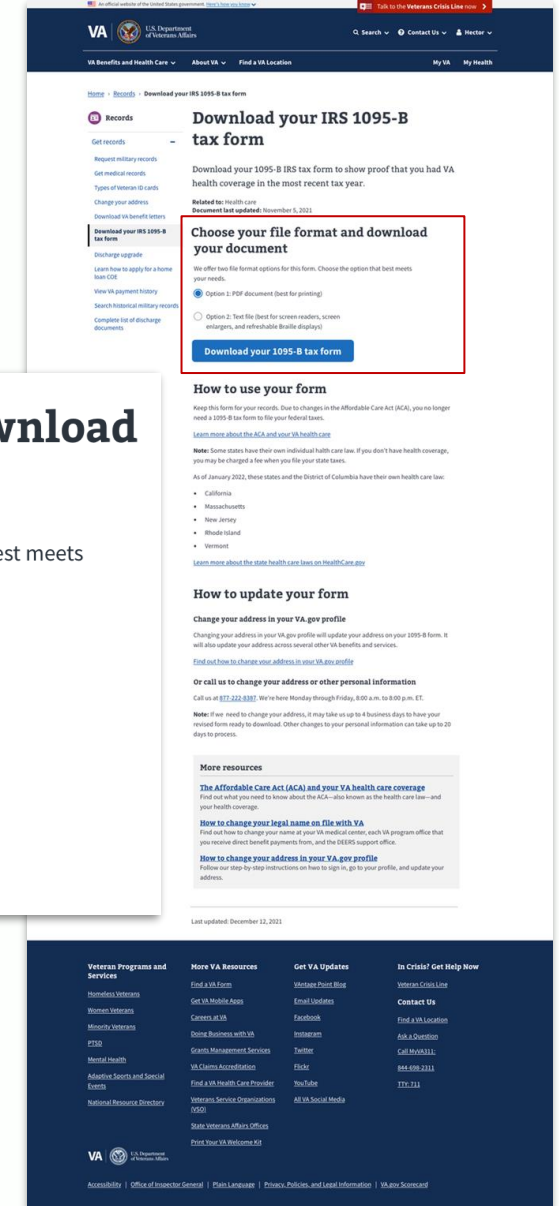 An official website of the United States government. Here's how you know
Talk to the Veterans Crisis Line now
VA
U.S. Department
of Veterans Affairs
Search
Contact Us
Hector
VA Benefits and Health Care
About VA
Find a VA Location
My VA
My Health
Home › Records › Download your IRS 1095-B tax form
Records
Get records
Request military records
Get medical records
Types of Veteran ID cards
Change your address
Download VA benefit letters
Download your IRS 1095-B
tax form
Discharge upgrade
Learn how to apply for a home
loan COE
View VA payment history
Search historical military records
Complete list of discharge
documents
Download your IRS 1095-B
tax form
Download your 1095-B IRS tax form to show proof that you had VA
health coverage in the most recent tax year.
Related to: Health care
Document last updated: November 5, 2021
Choose your file format and download
your document
We offer two file format options for this form. Choose the option that best meets
your needs.
Option 1: PDF document (best for printing)
Option 2: Text file (best for screen readers, screen
enlargers, and refreshable Braille displays)
Download your 1095-B tax form
wnload
est meets
How to use your form
Keep this form for your records. Due to changes in the Affordable Care Act (ACA), you no longer
need a 1095-B tax form to file your federal taxes.
Learn more about the ACA and your VA health care
Note: Some states have their own individual halth care law. If you don't have health coverage,
you may be charged a fee when you file your state taxes.
As of January 2022, these states and the District of Columbia have their own health care law:
• California
• Massachusetts
• New Jersey
• Rhode Island
• Vermont
Learn more about the state health care laws on HealthCare.gov
How to update your form
Change your address in your VA.gov profile
Changing your address in your VA.gov profile will update your address on your 1095-B form. It
will also update your address across several other VA benefits and services.
Find out how to change your address in your VA.gov profile
Or call us to change your address or other personal information
Call us at 877-222-8387. We're here Monday through Friday, 8:00 a.m. to 8:00 p.m. ET.
Note: If we need to change your address, it may take us up to 4 business days to have your
revised form ready to download. Other changes to your personal information can take up to 20
days to process.
More resources
The Affordable Care Act (ACA) and your VA health care coverage
Find out what you need to know about the ACA—also known as the health care law—and
your health coverage.
How to change your legal name on file with VA
Find out how to change your name at your VA medical center, each VA program office that
you receive direct benefit payments from, and the DEERS support office.
How to change your address in your VA.gov profile
Follow our step-by-step instructions on hwo to sign in, go to your profile, and update your
address.
Last updated: December 12, 2021
Veteran Programs and
Services
Homeless Veterans
Women Veterans
Minority Veterans
PTSD
Mental Health
Adaptive Sports and Special
Events
National Resource Directory
More VA Resources
Find a VA Form
Get VA Mobile Apps
Careers at VA
Doing Business with VA
Grants Management Services
VA Claims Accreditation
Find a VA Health Care Provider
Veterans Service Organizations
(VSO)
State Veterans Affairs Offices
Print Your VA Welcome Kit
Get VA Updates
VAntage Point Blog
Email Updates
Facebook
Instagram
Twitter
Flickr
YouTube
All VA Social Media
In Crisis? Get Help Now
Veteran Crisis Line
Contact Us
Find a VA Location
Ask a Question
Call MyVA311:
844-698-2311
TTY: 711
VA
U.S. Department
of Veterans Affairs
Accessibility | Office of Inspector General | Plain Language | Privacy, Policies, and Legal Information | VA.gov Scorecard